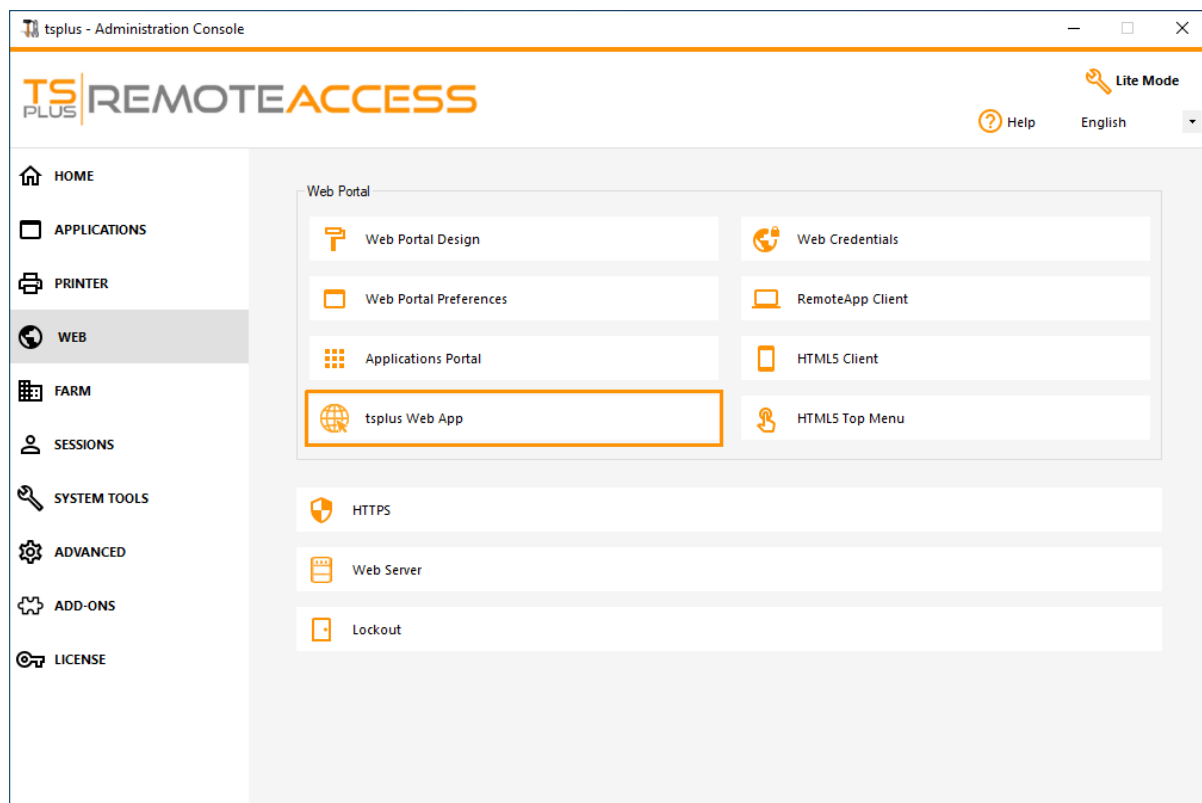 tsplus - Administration Console
TS PLUS REMOTEACCESS
Lite Mode
Help
English
HOME
APPLICATIONS
PRINTER
WEB
FARM
SESSIONS
SYSTEM TOOLS
ADVANCED
ADD-ONS
LICENSE
Web Portal
Web Portal Design
Web Credentials
Web Portal Preferences
RemoteApp Client
Applications Portal
HTML5 Client
tsplus Web App
HTML5 Top Menu
HTTPS
Web Server
Lockout